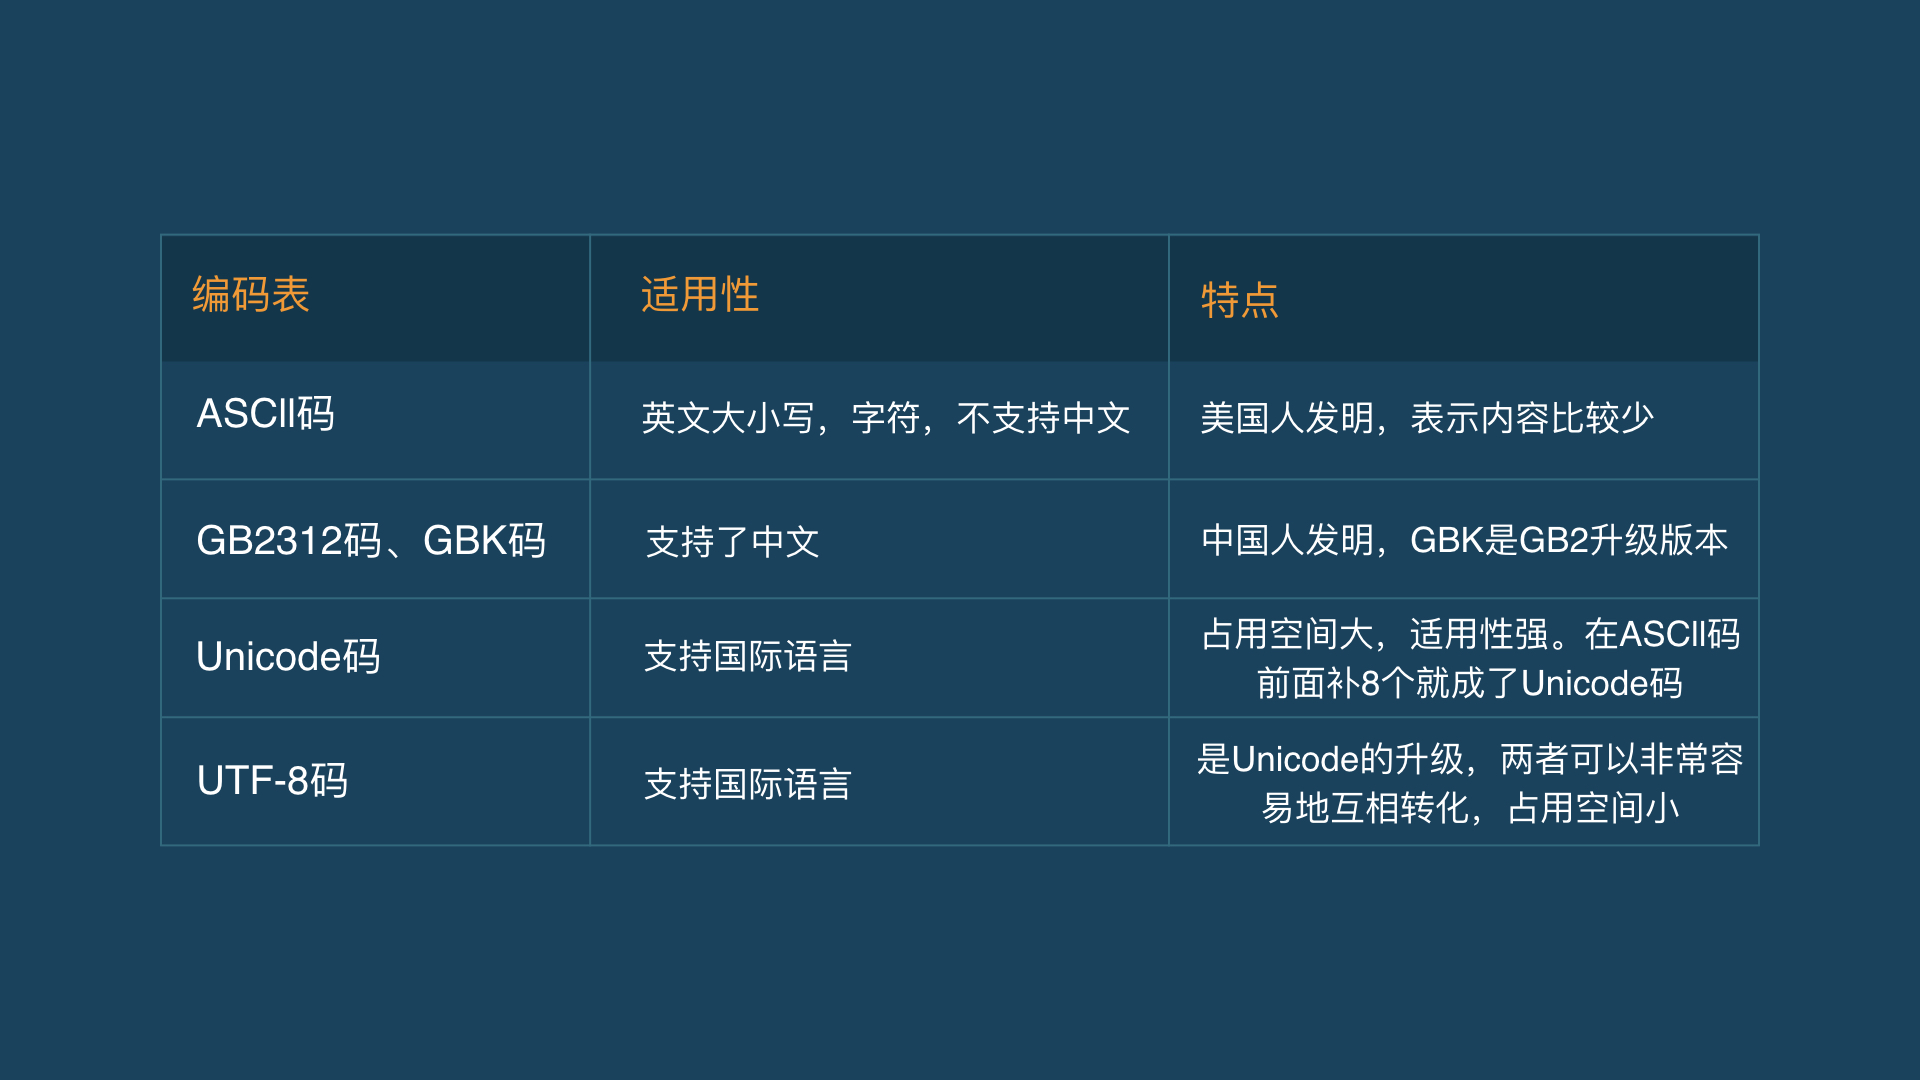 编码表
适用性
特点
ASCII码
英文大小写，字符，不支持中文
美国人发明，表示内容比较少
GB2312码、GBK码
支持了中文
中国人发明，GBK是GB2升级版本
Unicode码
支持国际语言
占用空间大，适用性强。在ASCII码
前面补8个就成了Unicode码
UTF-8码
支持国际语言
是Unicode的升级，两者可以非常容
易地互相转化，占用空间小